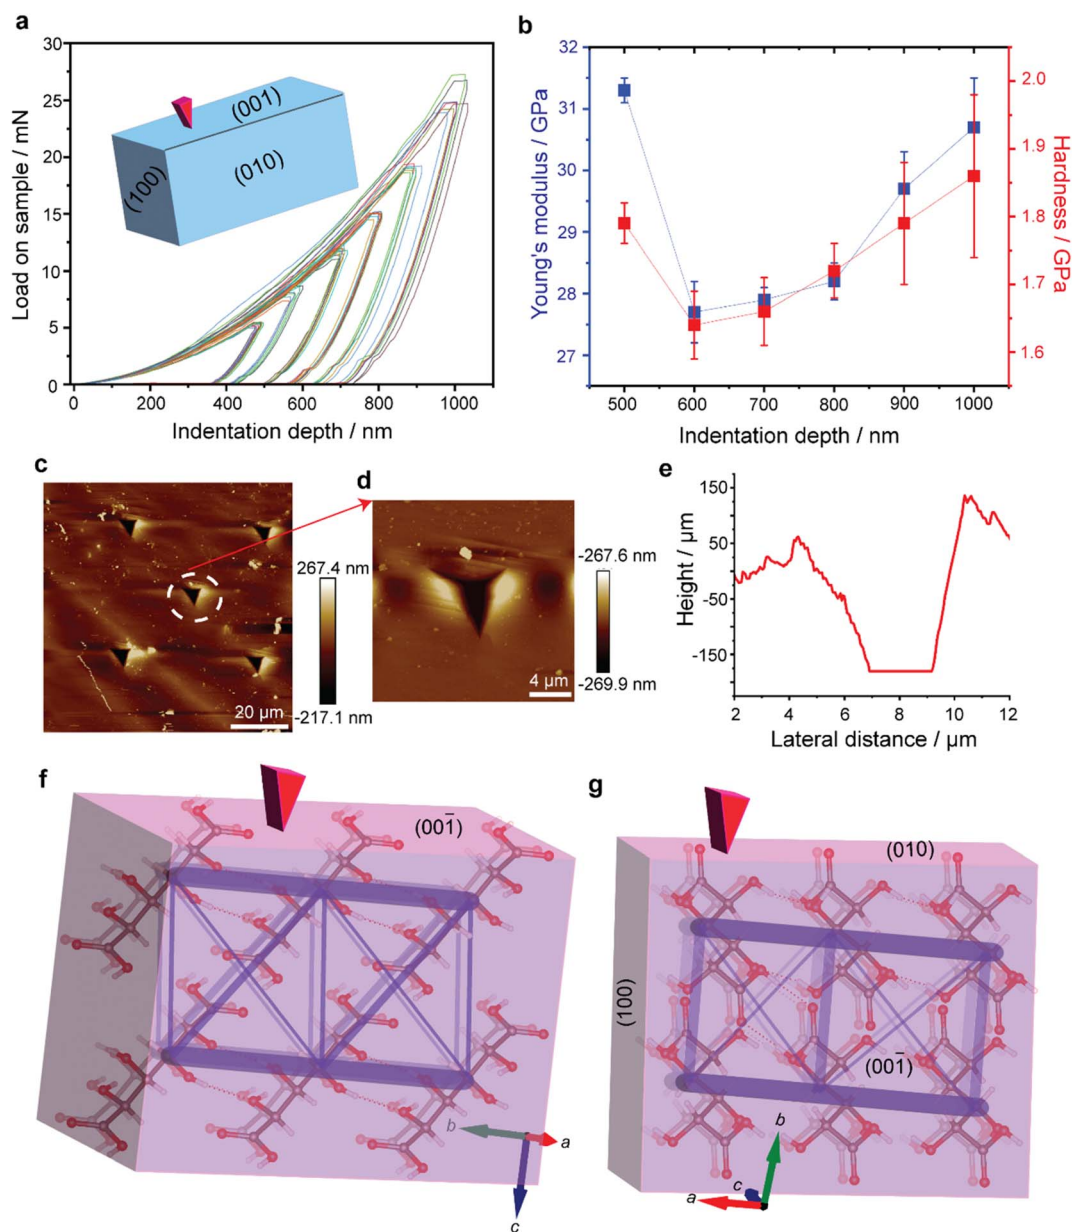 a
30
25
20
15
10
5
0
Load on sample / mN
0 200 400 600 800 1000
Indentation depth / nm
(001)
(100)
(010)
b
32
31
30
29
28
27
Young's modulus / GPa
2.0
1.9
1.8
1.7
1.6
Hardness / GPa
500 600 700 800 900 1000
Indentation depth / nm
c
267.4 nm
-217.1 nm
20 µm
d
-267.6 nm
-269.9 nm
4 µm
e
150
50
-50
-150
Height / µm
2 4 6 8 10 12
Lateral distance / µm
f
(001̄)
b
a
c
g
(010)
(100)
(001̄)
b
c
a